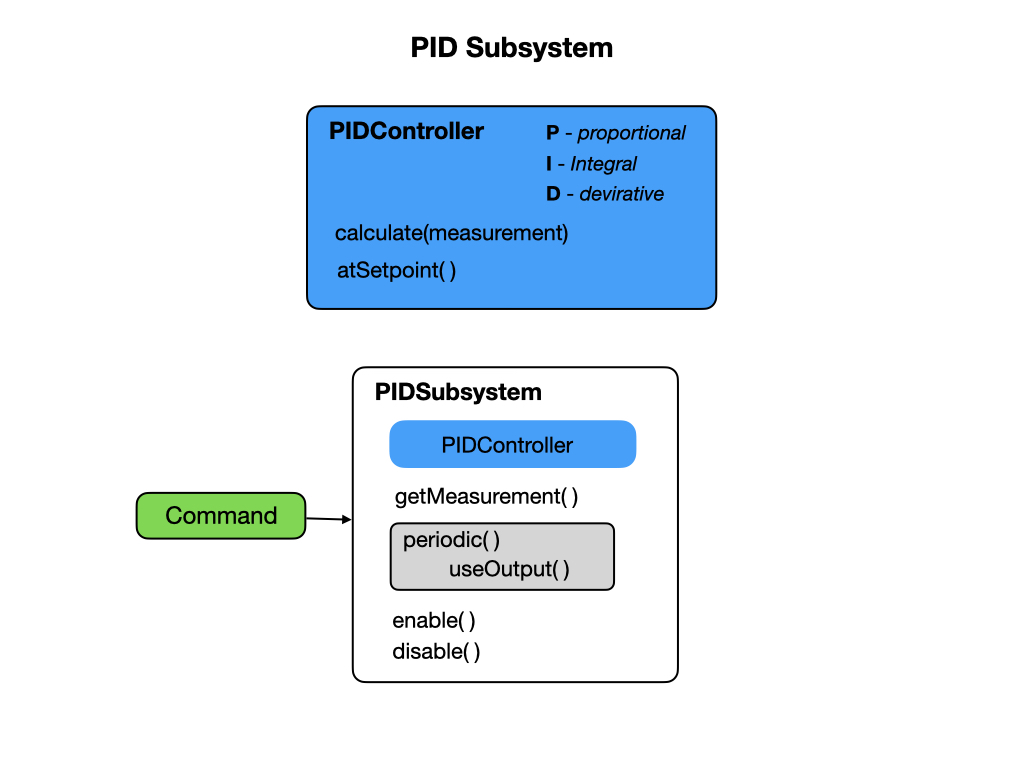 PID Subsystem
PIDController
P - proportional
I - Integral
D - devirative
calculate(measurement)
atSetpoint( )
PIDSubsystem
PIDController
getMeasurement( )
Command
periodic( )
useOutput( )
enable( )
disable( )